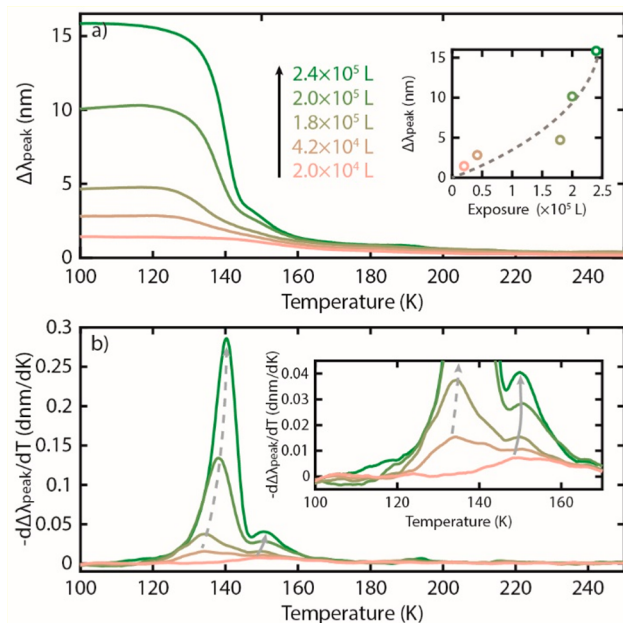 a)
15
10
5
0
Δλpeak (nm)
100 120 140 160 180 200 220 240
Temperature (K)
2.4×10⁵ L
2.0×10⁵ L
1.8×10⁵ L
4.2×10⁴ L
2.0×10⁴ L
15
10
5
0
Δλpeak (nm)
0 0.5 1 1.5 2 2.5
Exposure (×10⁵ L)
b)
0.3
0.25
0.2
0.15
0.1
0.05
0
-dΔλpeak/dT (dnm/dK)
100 120 140 160 180 200 220 240
Temperature (K)
0.04
0.03
0.02
0.01
0
-dΔλpeak/dT (dnm/dK)
100 120 140 160
Temperature (K)